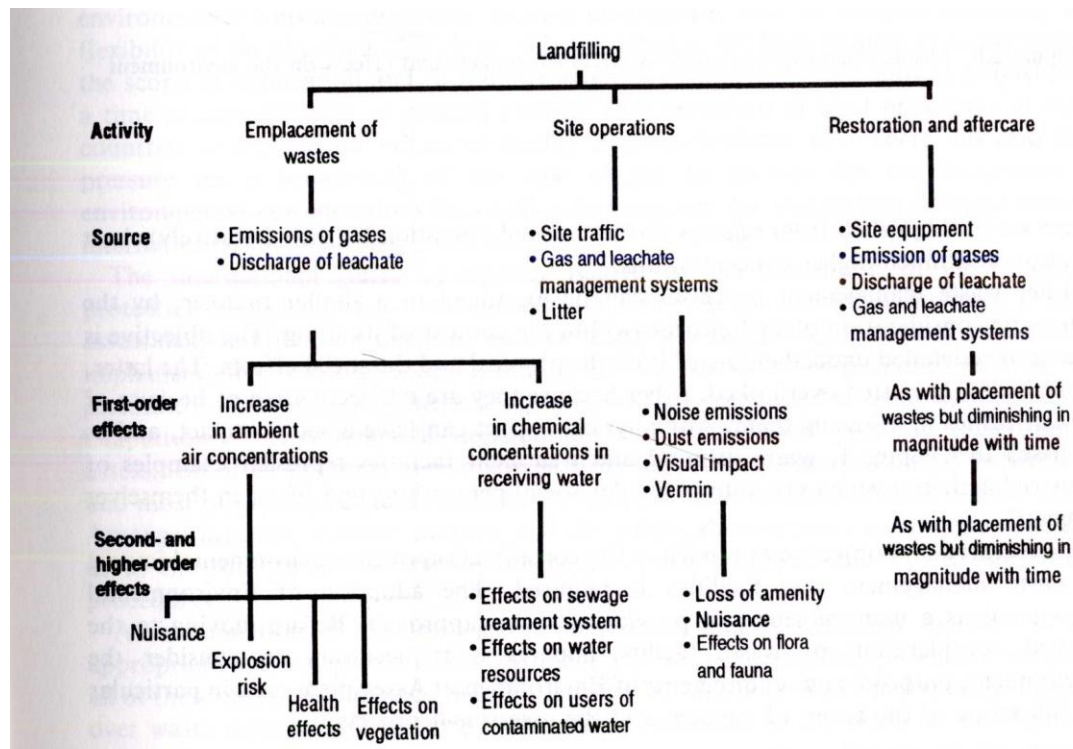 Landfilling
Activity
Emplacement of
wastes
Site operations
Restoration and aftercare
Source
• Emissions of gases
• Discharge of leachate
• Site traffic
• Gas and leachate
management systems
• Litter
• Site equipment
• Emission of gases
• Discharge of leachate
• Gas and leachate
management systems
First-order
effects
Increase
in ambient
air concentrations
Increase
in chemical
concentrations in
receiving water
• Noise emissions
• Dust emissions
• Visual impact
• Vermin
As with placement of
wastes but diminishing in
magnitude with time
Second- and
higher-order
effects
Nuisance
Explosion
risk
Health
effects
Effects on
vegetation
• Effects on sewage
treatment system
• Effects on water
resources
• Effects on users of
contaminated water
• Loss of amenity
• Nuisance
• Effects on flora
and fauna
As with placement of
wastes but diminishing in
magnitude with time